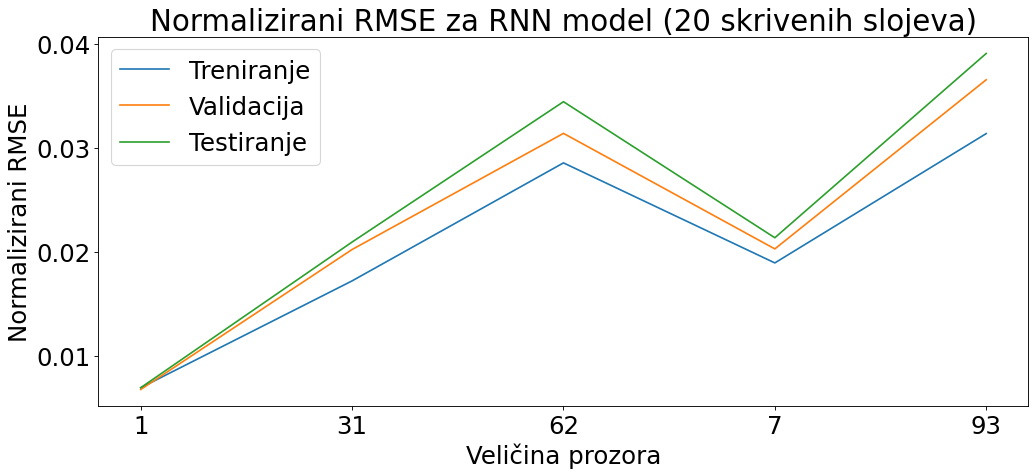 Normalizirani RMSE za RNN model (20 skrivenih slojeva)
Normalizirani RMSE
0.04
0.03
0.02
0.01
Treniranje
Validacija
Testiranje
1 31 62 7 93
Veličina prozora